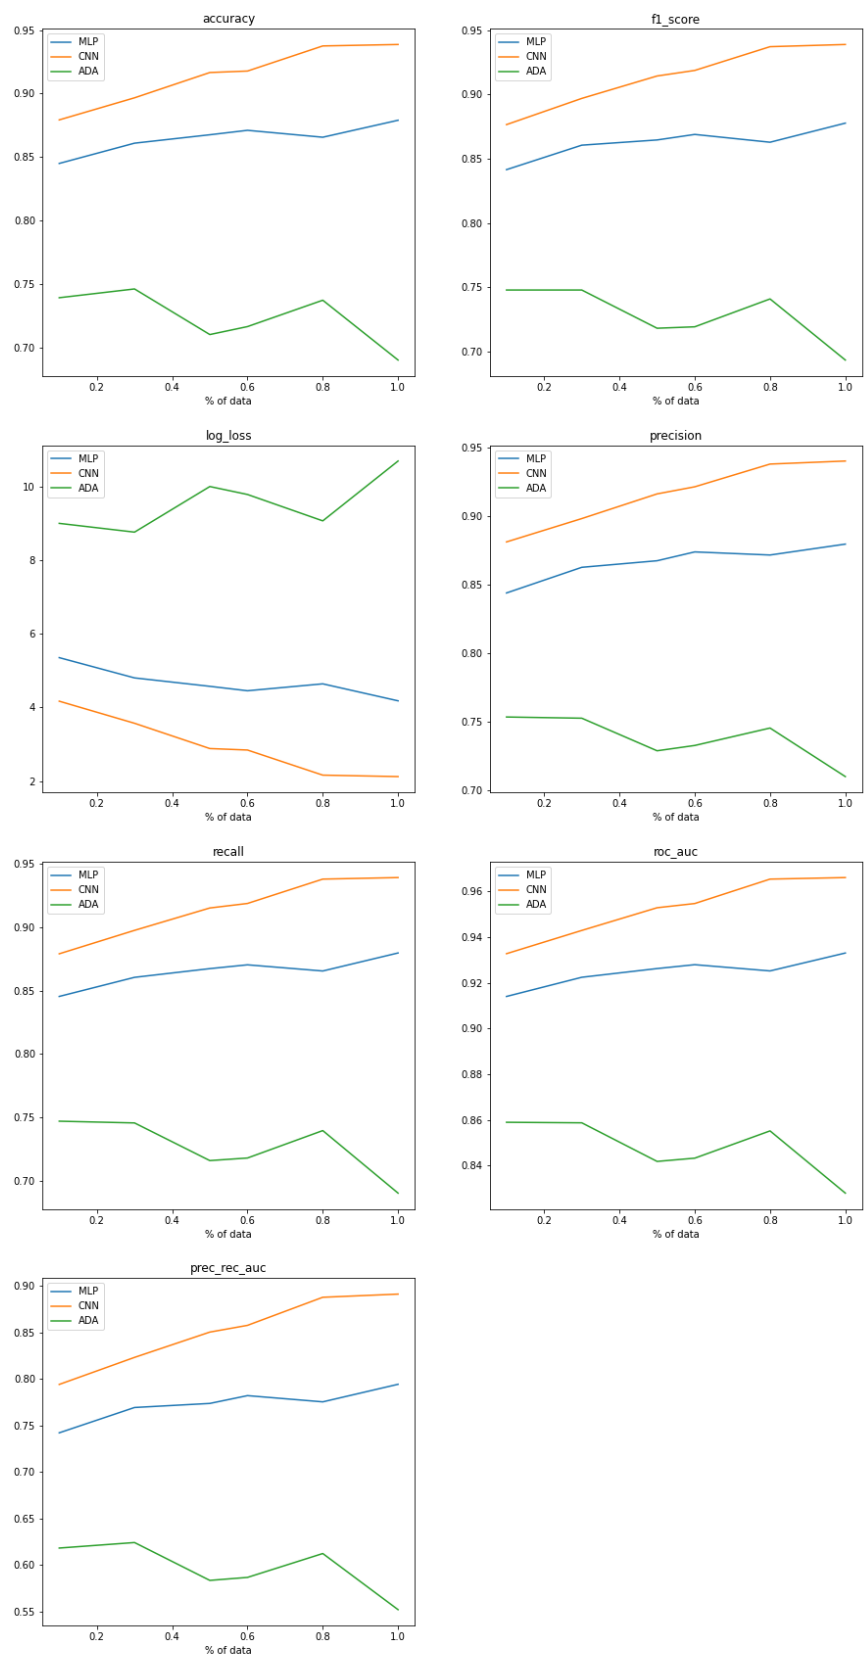 accuracy
MLP
CNN
ADA
0.95
0.90
0.85
0.80
0.75
0.70
0.2 0.4 0.6 0.8 1.0
% of data
f1_score
MLP
CNN
ADA
0.95
0.90
0.85
0.80
0.75
0.70
0.2 0.4 0.6 0.8 1.0
% of data
log_loss
MLP
CNN
ADA
10
8
6
4
2
0.2 0.4 0.6 0.8 1.0
% of data
precision
MLP
CNN
ADA
0.95
0.90
0.85
0.80
0.75
0.70
0.2 0.4 0.6 0.8 1.0
% of data
recall
MLP
CNN
ADA
0.95
0.90
0.85
0.80
0.75
0.70
0.2 0.4 0.6 0.8 1.0
% of data
roc_auc
MLP
CNN
ADA
0.96
0.94
0.92
0.90
0.88
0.86
0.84
0.2 0.4 0.6 0.8 1.0
% of data
prec_rec_auc
MLP
CNN
ADA
0.90
0.85
0.80
0.75
0.70
0.65
0.60
0.55
0.2 0.4 0.6 0.8 1.0
% of data